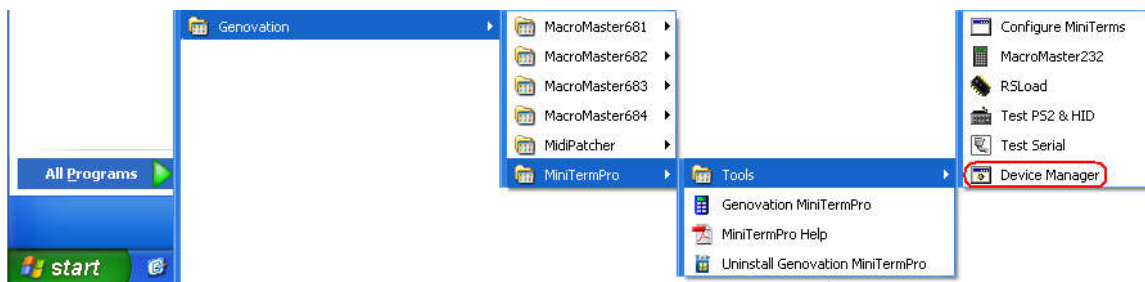 Genovation
MacroMaster681
MacroMaster682
MacroMaster683
MacroMaster684
MidiPatcher
MiniTermPro
Tools
Genovation MiniTermPro
MiniTermPro Help
Uninstall Genovation MiniTermPro
Configure MiniTerms
MacroMaster232
RSLoad
Test PS2 & HID
Test Serial
Device Manager
All Programs
start